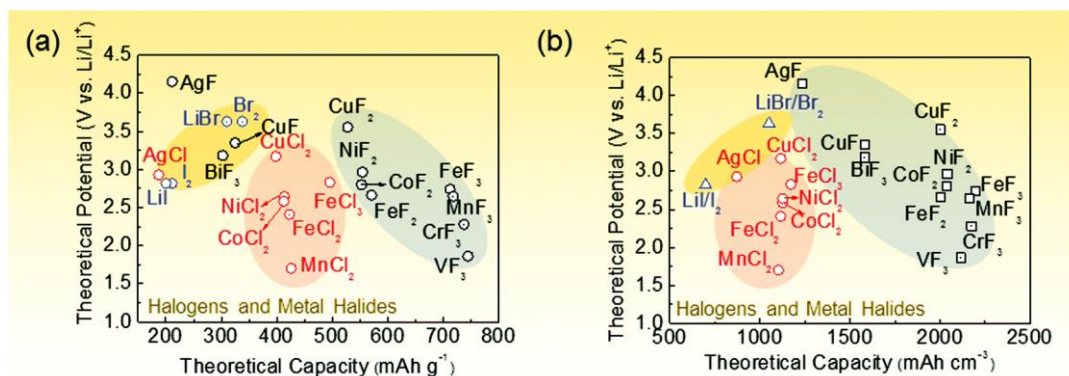 (a)
Theoretical Potential (V vs. Li/Li⁺)
4.5
4.0
3.5
3.0
2.5
2.0
1.5
1.0
AgF
LiBr
Br₂
CuF
CuCl₂
BiF₃
AgCl
I₂
LiI
CuF₂
NiF₂
CoF₂
FeF₂
FeF₃
MnF₃
CrF₃
VF₃
FeCl₃
NiCl₂
CoCl₂
FeCl₂
MnCl₂
Halogens and Metal Halides
200 300 400 500 600 700 800
Theoretical Capacity (mAh g⁻¹)
(b)
Theoretical Potential (V vs. Li/Li⁺)
4.5
4.0
3.5
3.0
2.5
2.0
1.5
1.0
AgF
LiBr/Br₂
CuF₂
CuF
CuCl₂
BiF₃
NiF₂
AgCl
CoF₂
FeF₃
FeCl₃
LiI/I₂
NiCl₂
FeF₂
MnF₃
CoCl₂
FeCl₂
CrF₃
MnCl₂
VF₃
Halogens and Metal Halides
500 1000 1500 2000 2500
Theoretical Capacity (mAh cm⁻³)